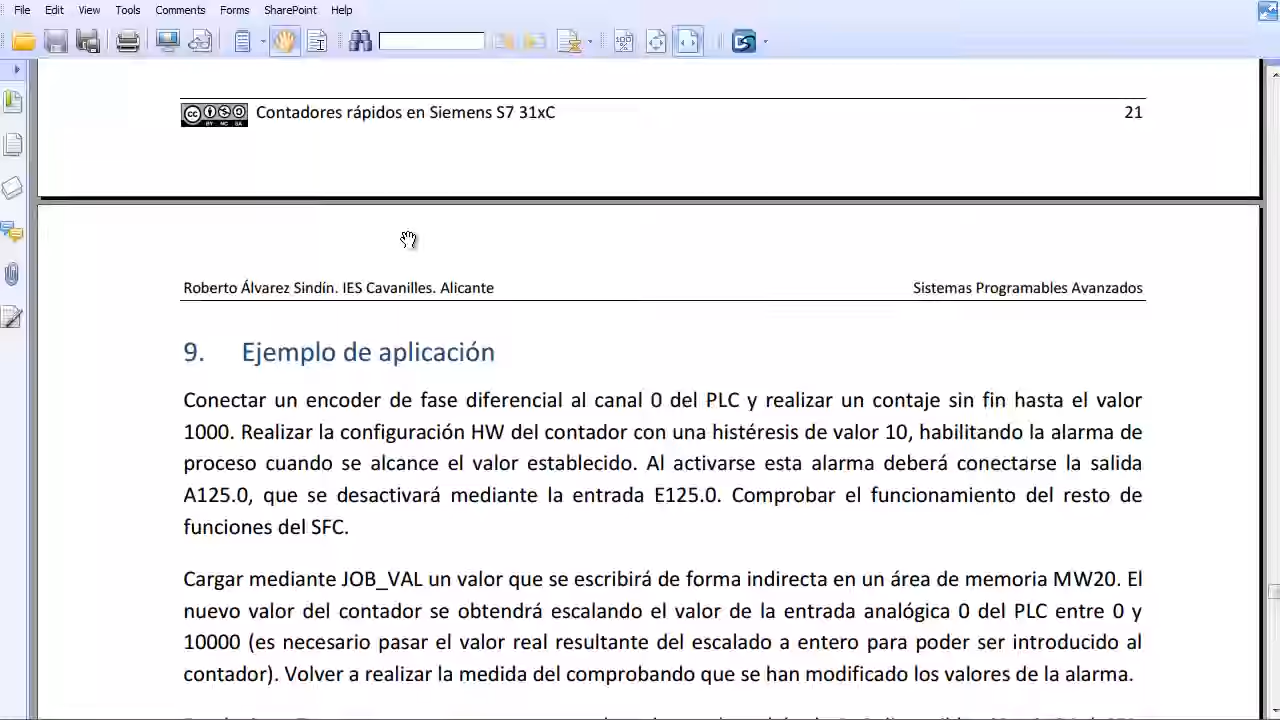 File Edit View Tools Comments Forms SharePoint Help
Contadores rápidos en Siemens S7 31xC 21
Roberto Álvarez Sindín. IES Cavanilles. Alicante Sistemas Programables Avanzados
9. Ejemplo de aplicación
Conectar un encoder de fase diferencial al canal 0 del PLC y realizar un contaje sin fin hasta el valor
1000. Realizar la configuración HW del contador con una histéresis de valor 10, habilitando la alarma de
proceso cuando se alcance el valor establecido. Al activarse esta alarma deberá conectarse la salida
A125.0, que se desactivará mediante la entrada E125.0. Comprobar el funcionamiento del resto de
funciones del SFC.
Cargar mediante JOB_VAL un valor que se escribirá de forma indirecta en un área de memoria MW20. El
nuevo valor del contador se obtendrá escalando el valor de la entrada analógica 0 del PLC entre 0 y
10000 (es necesario pasar el valor real resultante del escalado a entero para poder ser introducido al
contador). Volver a realizar la medida del comprobando que se han modificado los valores de la alarma.